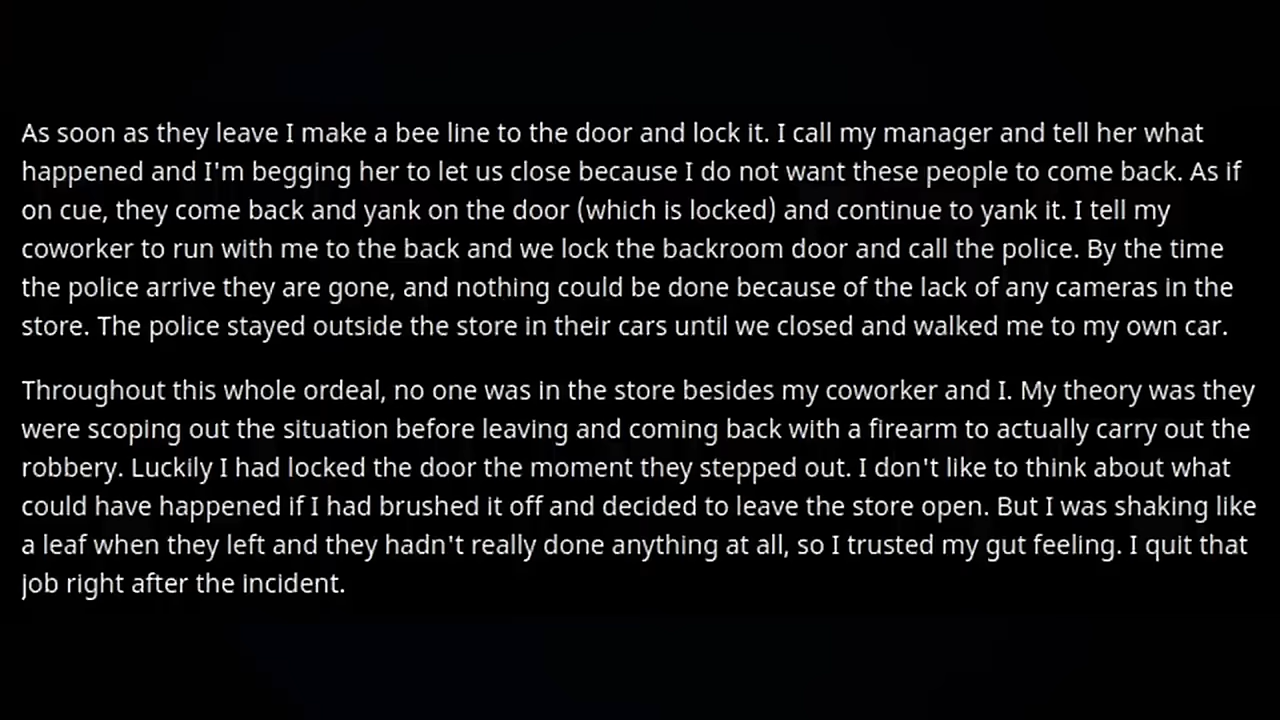 As soon as they leave I make a bee line to the door and lock it. I call my manager and tell her what
happened and I'm begging her to let us close because I do not want these people to come back. As if
on cue, they come back and yank on the door (which is locked) and continue to yank it. I tell my
coworker to run with me to the back and we lock the backroom door and call the police. By the time
the police arrive they are gone, and nothing could be done because of the lack of any cameras in the
store. The police stayed outside the store in their cars until we closed and walked me to my own car.
Throughout this whole ordeal, no one was in the store besides my coworker and I. My theory was they
were scoping out the situation before leaving and coming back with a firearm to actually carry out the
robbery. Luckily I had locked the door the moment they stepped out. I don't like to think about what
could have happened if I had brushed it off and decided to leave the store open. But I was shaking like
a leaf when they left and they hadn't really done anything at all, so I trusted my gut feeling. I quit that
job right after the incident.